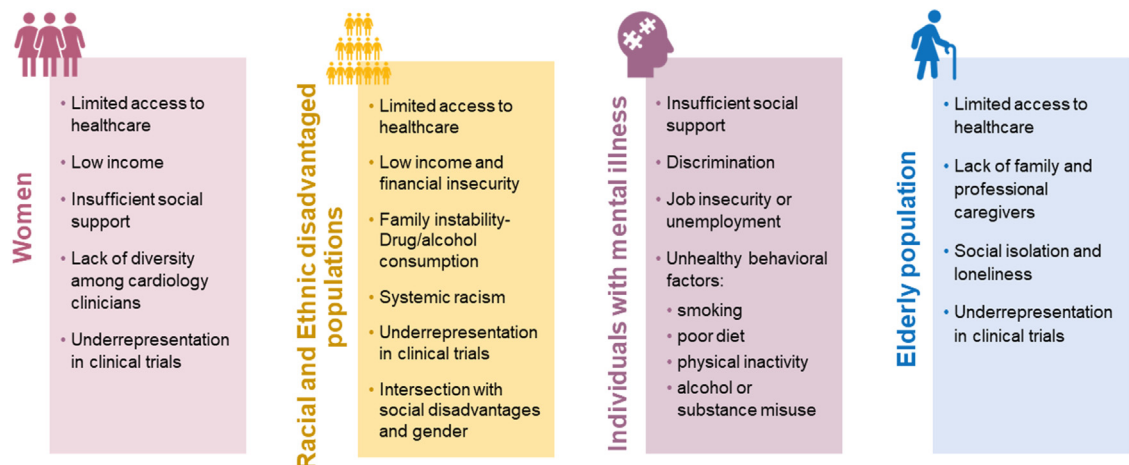 Women
• Limited access to
healthcare
• Low income
• Insufficient social
support
• Lack of diversity
among cardiology
clinicians
• Underrepresentation
in clinical trials
Racial and Ethnic disadvantaged
populations
• Limited access to
healthcare
• Low income and
financial insecurity
• Family instability-
Drug/alcohol
consumption
• Systemic racism
• Underrepresentation
in clinical trials
• Intersection with
social disadvantages
and gender
Individuals with mental illness
• Insufficient social
support
• Discrimination
• Job insecurity or
unemployment
• Unhealthy behavioral
factors:
• smoking
• poor diet
• physical inactivity
• alcohol or
substance misuse
Elderly population
• Limited access to
healthcare
• Lack of family and
professional
caregivers
• Social isolation and
loneliness
• Underrepresentation
in clinical trials